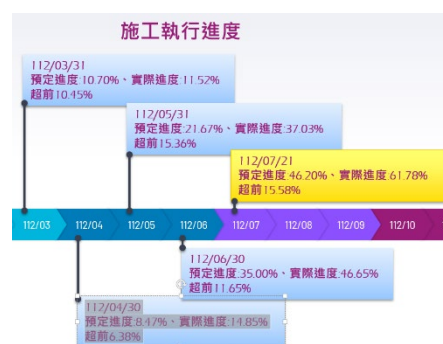 施工執行進度
112/03/31
預定進度:10.70%、實際進度:11.52%
超前10.45%
112/05/31
預定進度:21.67%、實際進度:37.03%
超前15.36%
112/07/21
預定進度 46.20%、實際進度 61.78%
超前15.58%
112/03 112/04 112/05 112/06 112/07 112/08 112/09 112/10
112/06/30
預定進度:35.00%、實際進度:46.65%
超前11.65%
112/04/30
預定進度:8.47%、實際進度:14.85%
超前6.38%